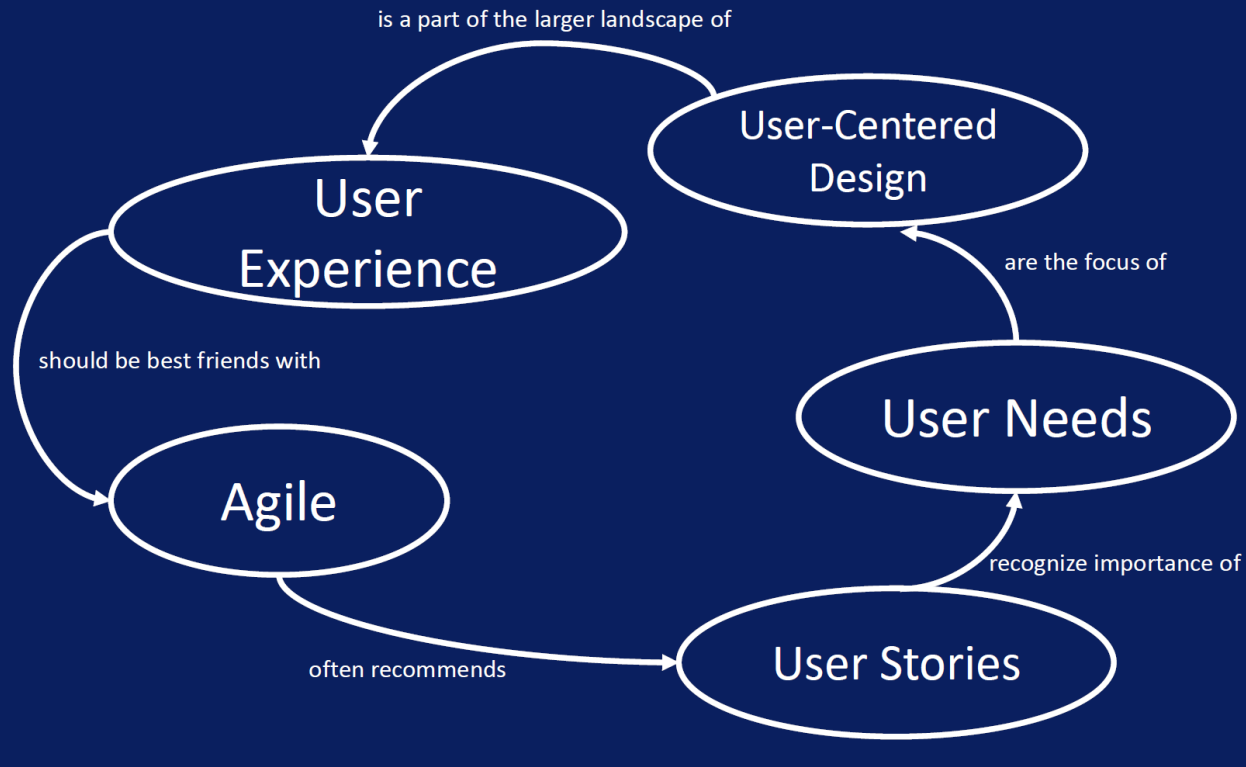 is a part of the larger landscape of
User-Centered
Design
User
Experience
are the focus of
should be best friends with
User Needs
Agile
recognize importance of
often recommends
User Stories